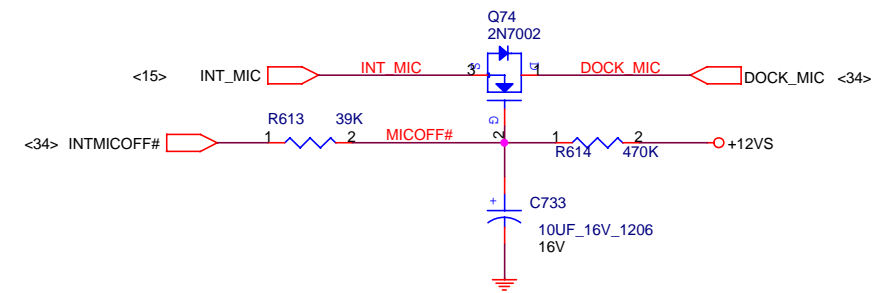 Q74
2N7002
<15> INT_MIC INT_MIC 3 S D 1 DOCK_MIC DOCK_MIC <34>
G
<34> INTMICOFF# 1 R613 39K 2 MICOFF# 2 1 R614 470K 2 +12VS
+ C733
10UF_16V_1206
16V